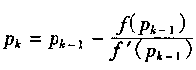 p_k = p_{k-1} - \frac{f(p_{k-1})}{f'(p_{k-1})}